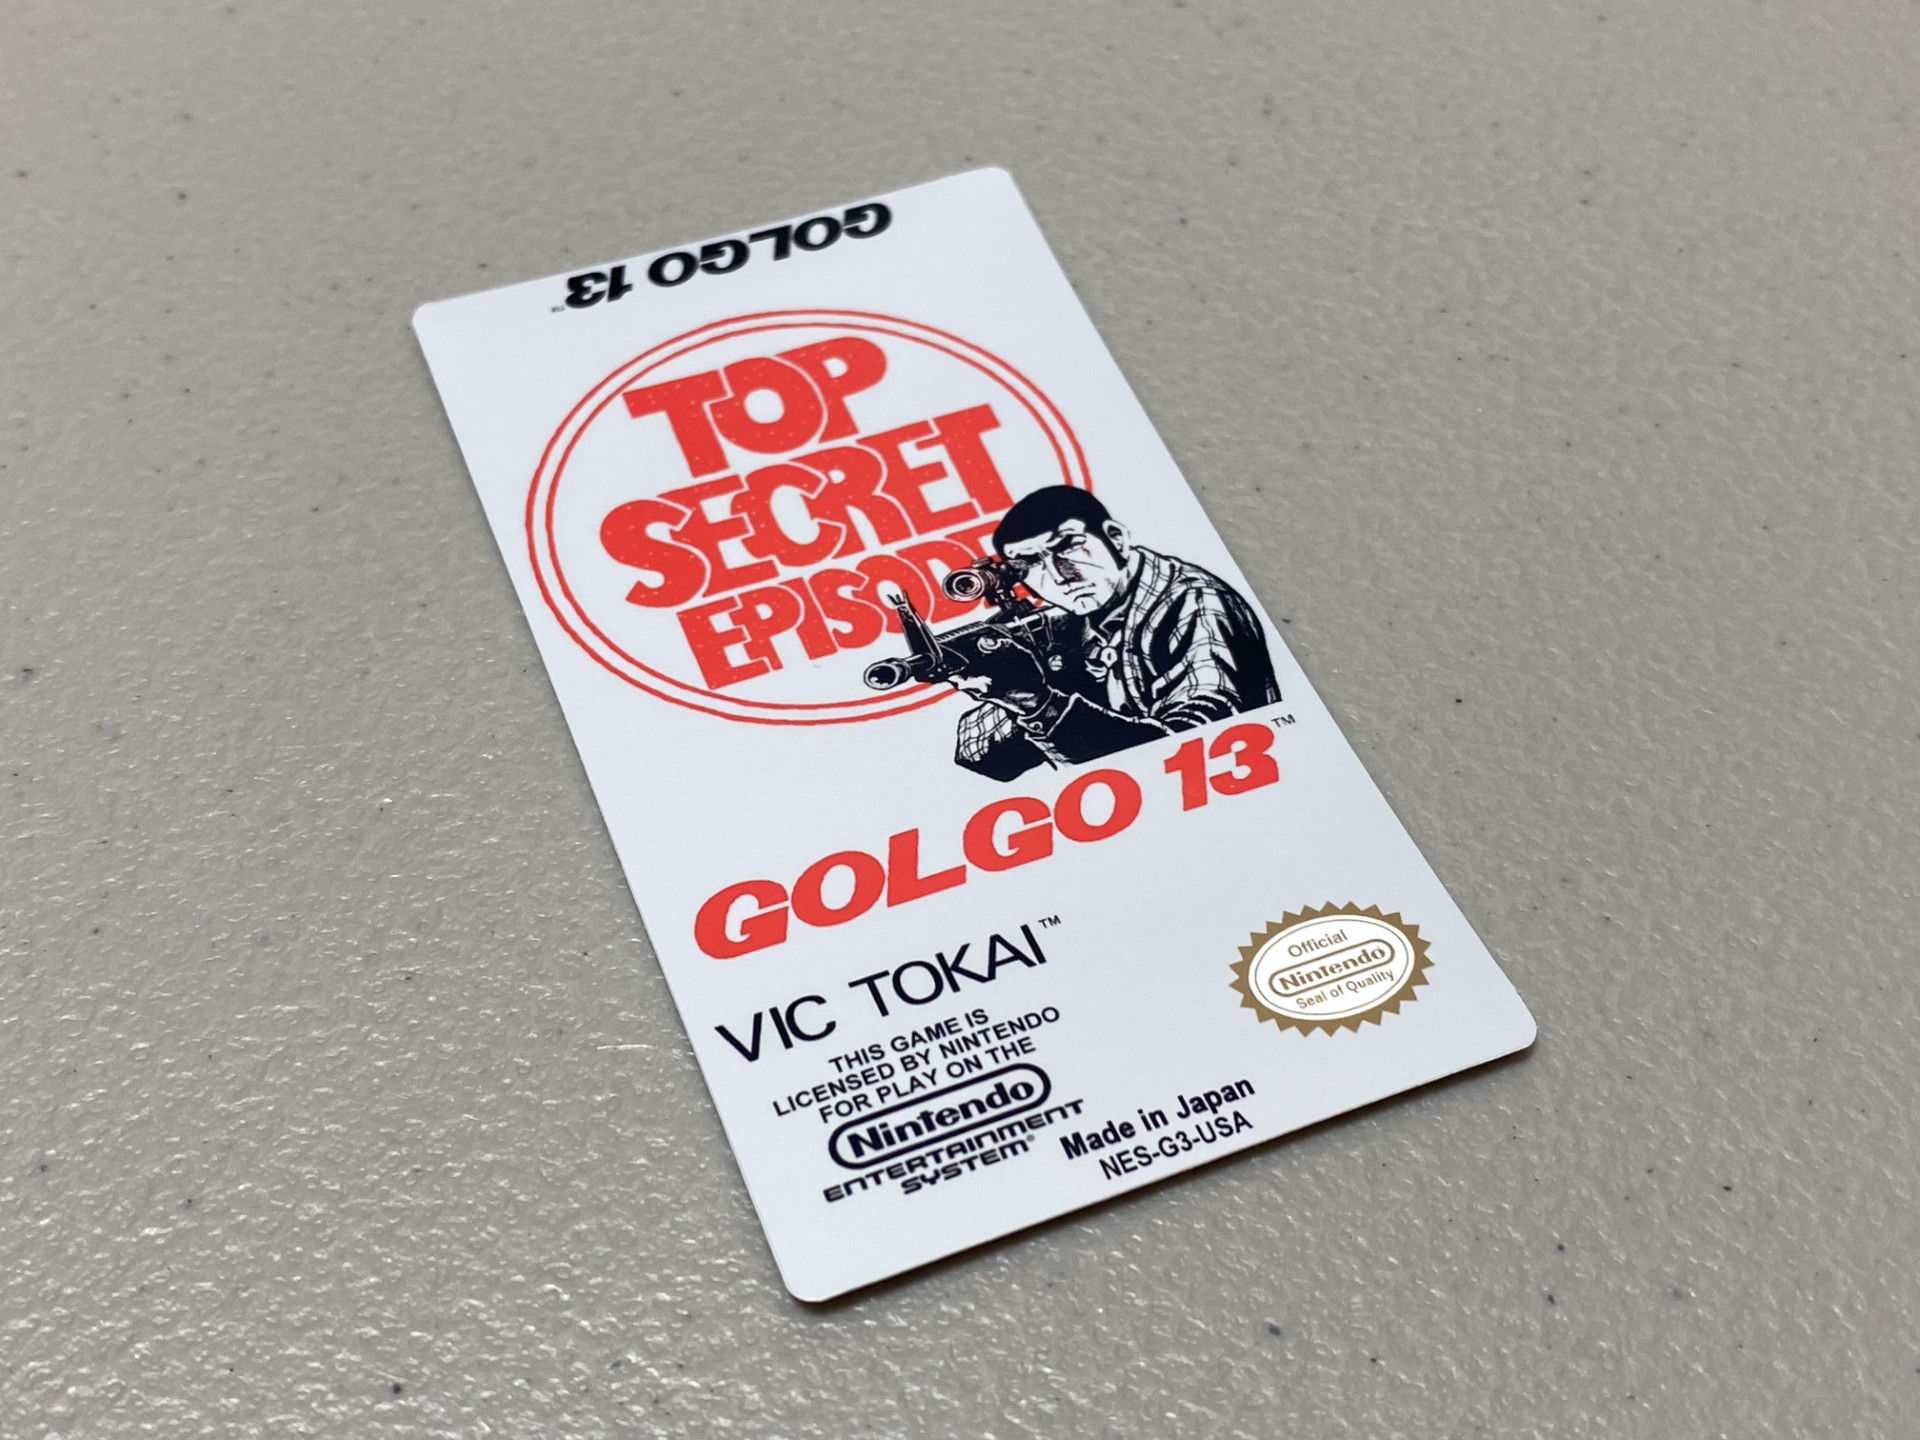 GOLGO 13™
TOP
SECRET
EPISODE
GOLGO 13™
VIC TOKAI™
THIS GAME IS
LICENSED BY NINTENDO
FOR PLAY ON THE
Nintendo
ENTERTAINMENT
SYSTEM®
Made in Japan
NES-G3-USA
Official
Nintendo
Seal of Quality